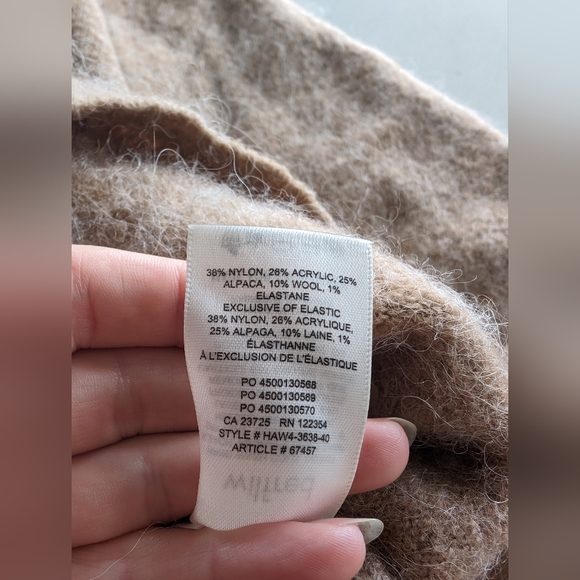 38% NYLON, 26% ACRYLIC, 25%
ALPACA, 10% WOOL, 1%
ELASTANE
EXCLUSIVE OF ELASTIC
38% NYLON, 26% ACRYLIQUE,
25% ALPAGA, 10% LAINE, 1%
ÉLASTHANNE
À L'EXCLUSION DE L'ÉLASTIQUE
PO 4500130568
PO 4500130569
PO 4500130570
CA 23725 RN 122354
STYLE # HAW4-3638-40
ARTICLE # 67457
wilfred